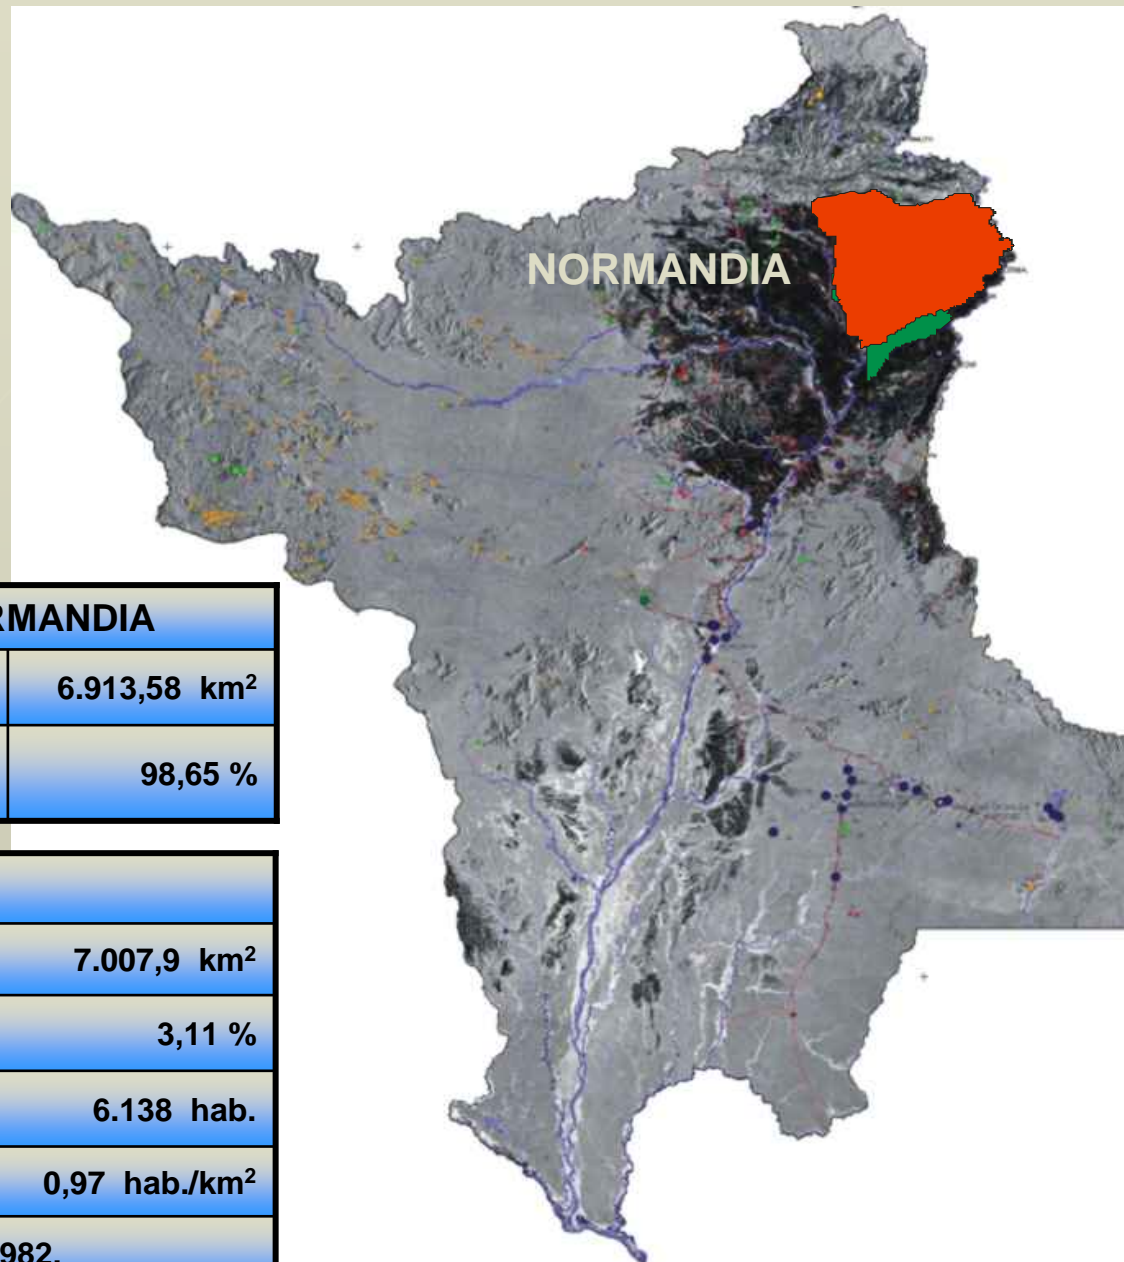 NORMANDIA
RMANDIA
6.913,58 km²
98,65 %
7.007,9 km²
3,11 %
6.138 hab.
0,97 hab./km²
982.